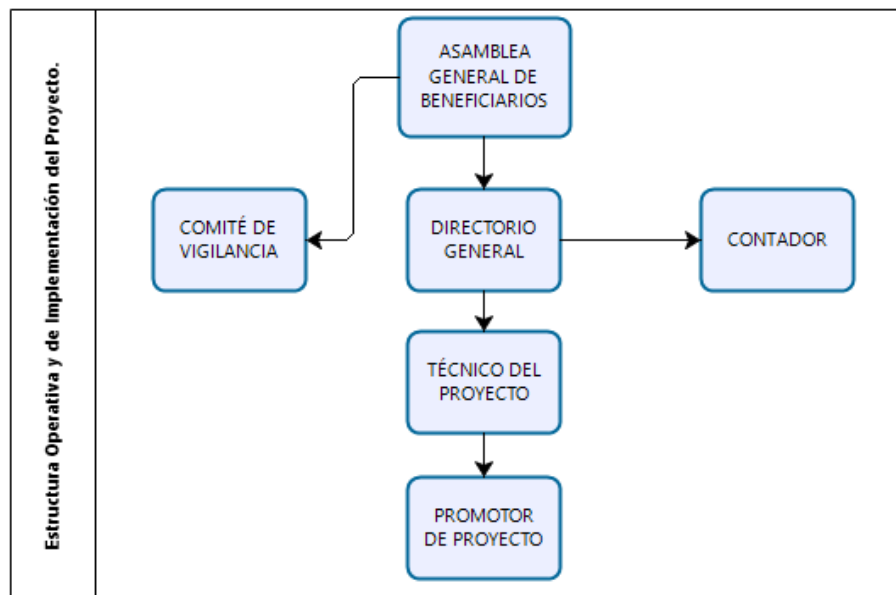 Estructura Operativa y de Implementación del Proyecto.
ASAMBLEA
GENERAL DE
BENEFICIARIOS
COMITÉ DE
VIGILANCIA
DIRECTORIO
GENERAL
CONTADOR
TÉCNICO DEL
PROYECTO
PROMOTOR
DE PROYECTO